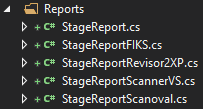 Reports
C# StageReport.cs
C# StageReportFIKS.cs
C# StageReportRevisor2XP.cs
C# StageReportScannerVS.cs
C# StageReportScanoval.cs